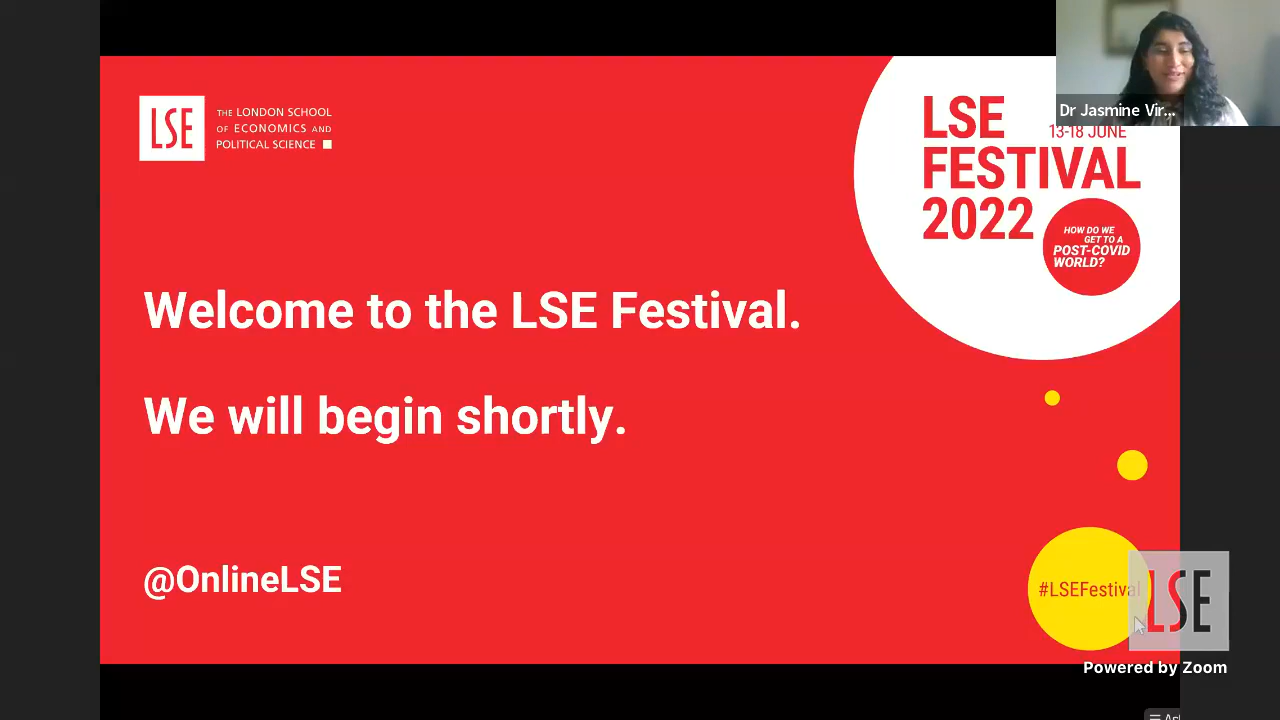 LSE
THE LONDON SCHOOL
OF ECONOMICS AND
POLITICAL SCIENCE
Dr Jasmine Vir...
LSE
13-18 JUNE
FESTIVAL
2022
HOW DO WE
GET TO A
POST-COVID
WORLD?
Welcome to the LSE Festival.
We will begin shortly.
@OnlineLSE
#LSEFestival
LSE
Powered by Zoom